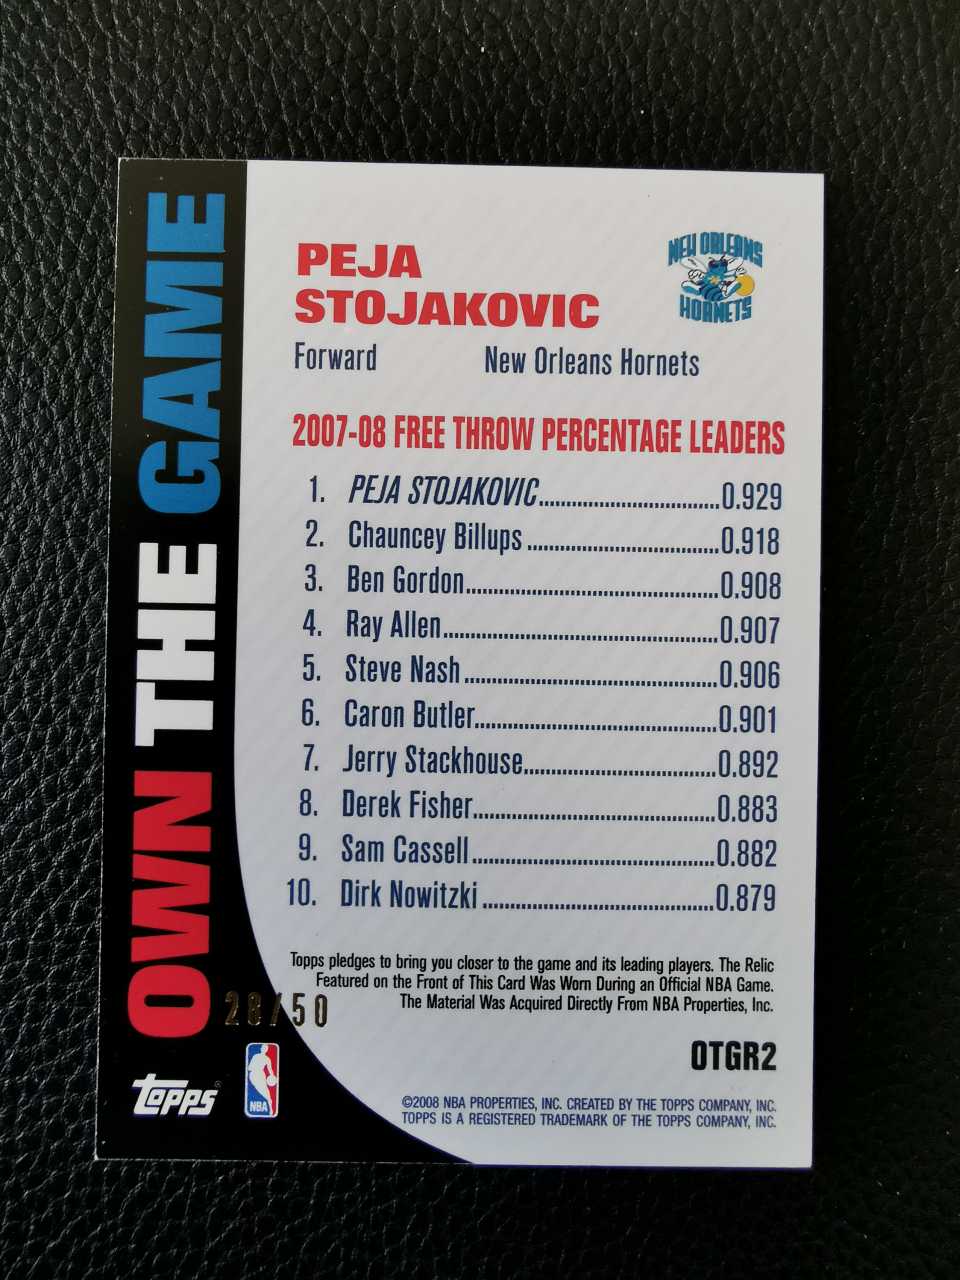 OWN THE GAME
PEJA
STOJAKOVIC
NEW ORLEANS
HORNETS
Forward New Orleans Hornets
2007-08 FREE THROW PERCENTAGE LEADERS
1. PEJA STOJAKOVIC 0.929
2. Chauncey Billups 0.918
3. Ben Gordon 0.908
4. Ray Allen 0.907
5. Steve Nash 0.906
6. Caron Butler 0.901
7. Jerry Stackhouse 0.892
8. Derek Fisher 0.883
9. Sam Cassell 0.882
10. Dirk Nowitzki 0.879
Topps pledges to bring you closer to the game and its leading players. The Relic
Featured on the Front of This Card Was Worn During an Official NBA Game.
The Material Was Acquired Directly From NBA Properties, Inc.
28/50
OTGR2
Topps®
NBA
©2008 NBA PROPERTIES, INC. CREATED BY THE TOPPS COMPANY, INC.
TOPPS IS A REGISTERED TRADEMARK OF THE TOPPS COMPANY, INC.